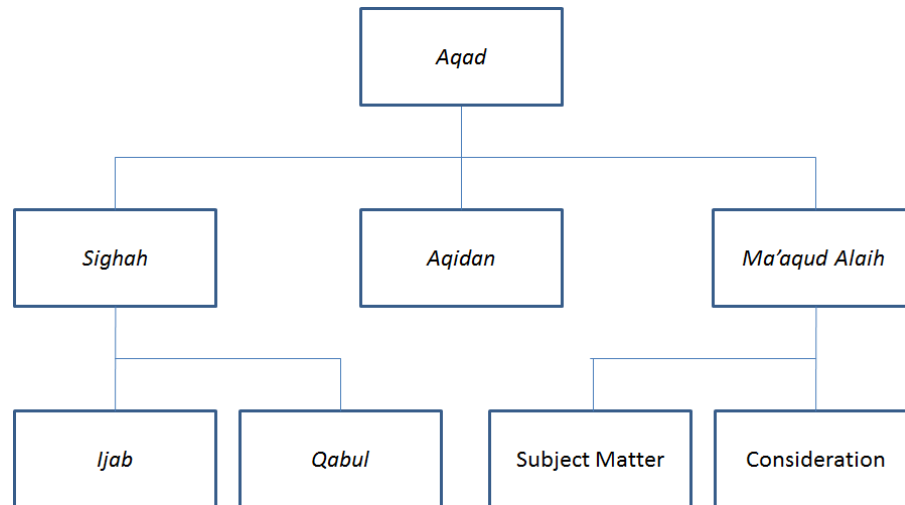 Aqad
Sighah
Aqidan
Ma’aqud Alaih
Ijab
Qabul
Subject Matter
Consideration